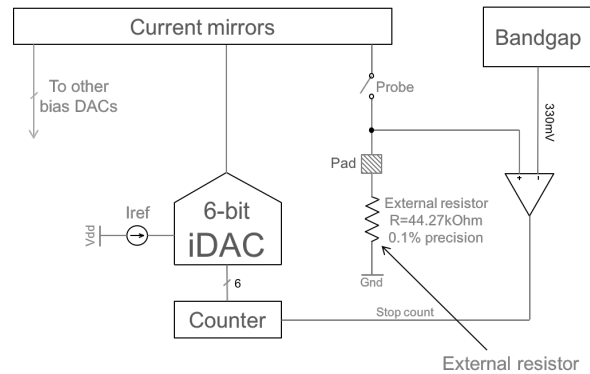 Current mirrors
Bandgap
To other
bias DACs
Probe
330mV
+ -
Pad
External resistor
R=44.27kOhm
0.1% precision
Iref
Vdd
6-bit
iDAC
6
Gnd
Counter
Stop count
External resistor